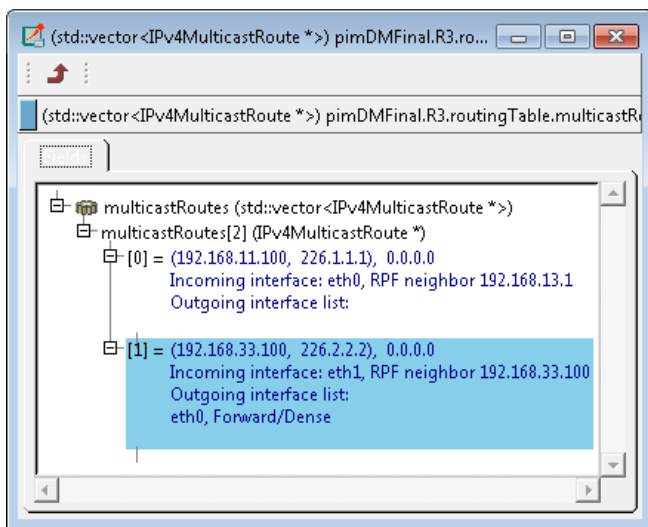 (std::vector<IPv4MulticastRoute *>) pimDMFinal.R3.ro...
(std::vector<IPv4MulticastRoute *>) pimDMFinal.R3.routingTable.multicastR
Fields
multicastRoutes (std::vector<IPv4MulticastRoute *>)
multicastRoutes[2] (IPv4MulticastRoute *)
[0] = (192.168.11.100, 226.1.1.1), 0.0.0.0
Incoming interface: eth0, RPF neighbor 192.168.13.1
Outgoing interface list:
[1] = (192.168.33.100, 226.2.2.2), 0.0.0.0
Incoming interface: eth1, RPF neighbor 192.168.33.100
Outgoing interface list:
eth0, Forward/Dense